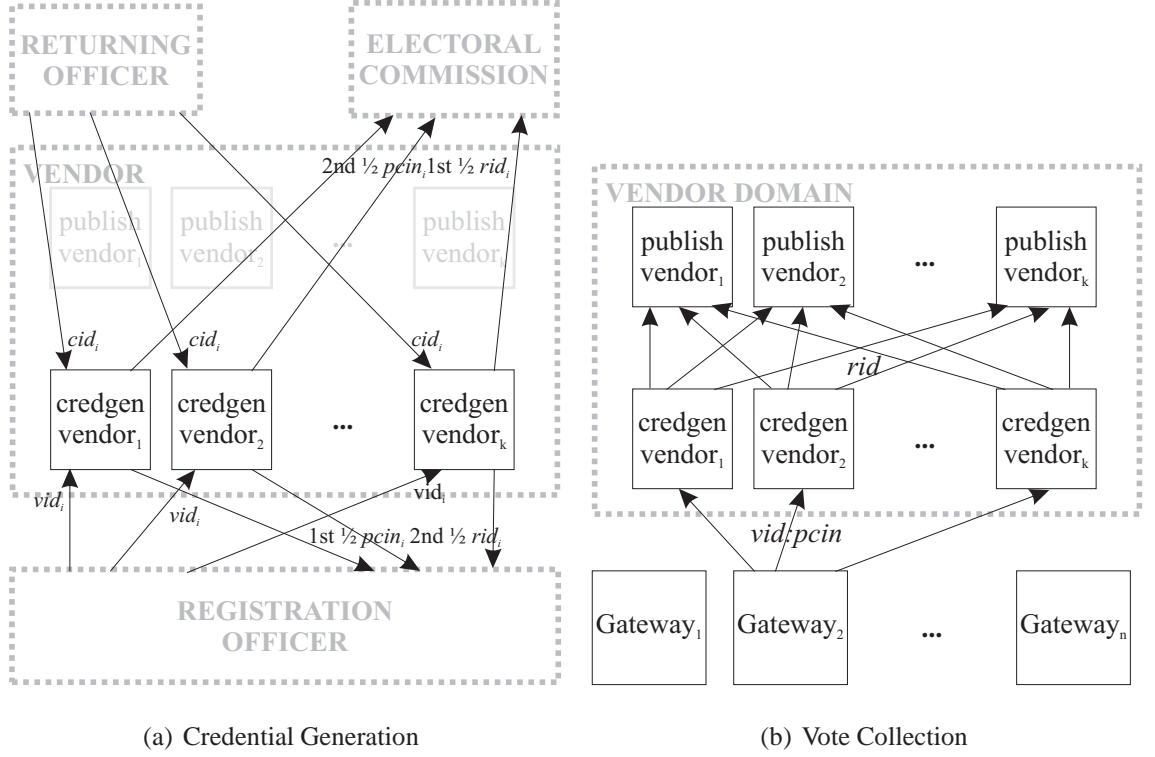 RETURNING
OFFICER
ELECTORAL
COMMISSION
VENDOR
2nd ½ pcinᵢ 1st ½ ridᵢ
publish
vendor₁
publish
vendor₂
...
publish
vendorₖ
cidᵢ
cidᵢ
cidᵢ
credgen
vendor₁
credgen
vendor₂
...
credgen
vendorₖ
vidᵢ
vidᵢ
vidᵢ
1st ½ pcinᵢ 2nd ½ ridᵢ
REGISTRATION
OFFICER
(a) Credential Generation
VENDOR DOMAIN
publish
vendor₁
publish
vendor₂
...
publish
vendorₖ
rid
credgen
vendor₁
credgen
vendor₂
...
credgen
vendorₖ
vid:pcin
Gateway₁
Gateway₂
...
Gatewayₙ
(b) Vote Collection